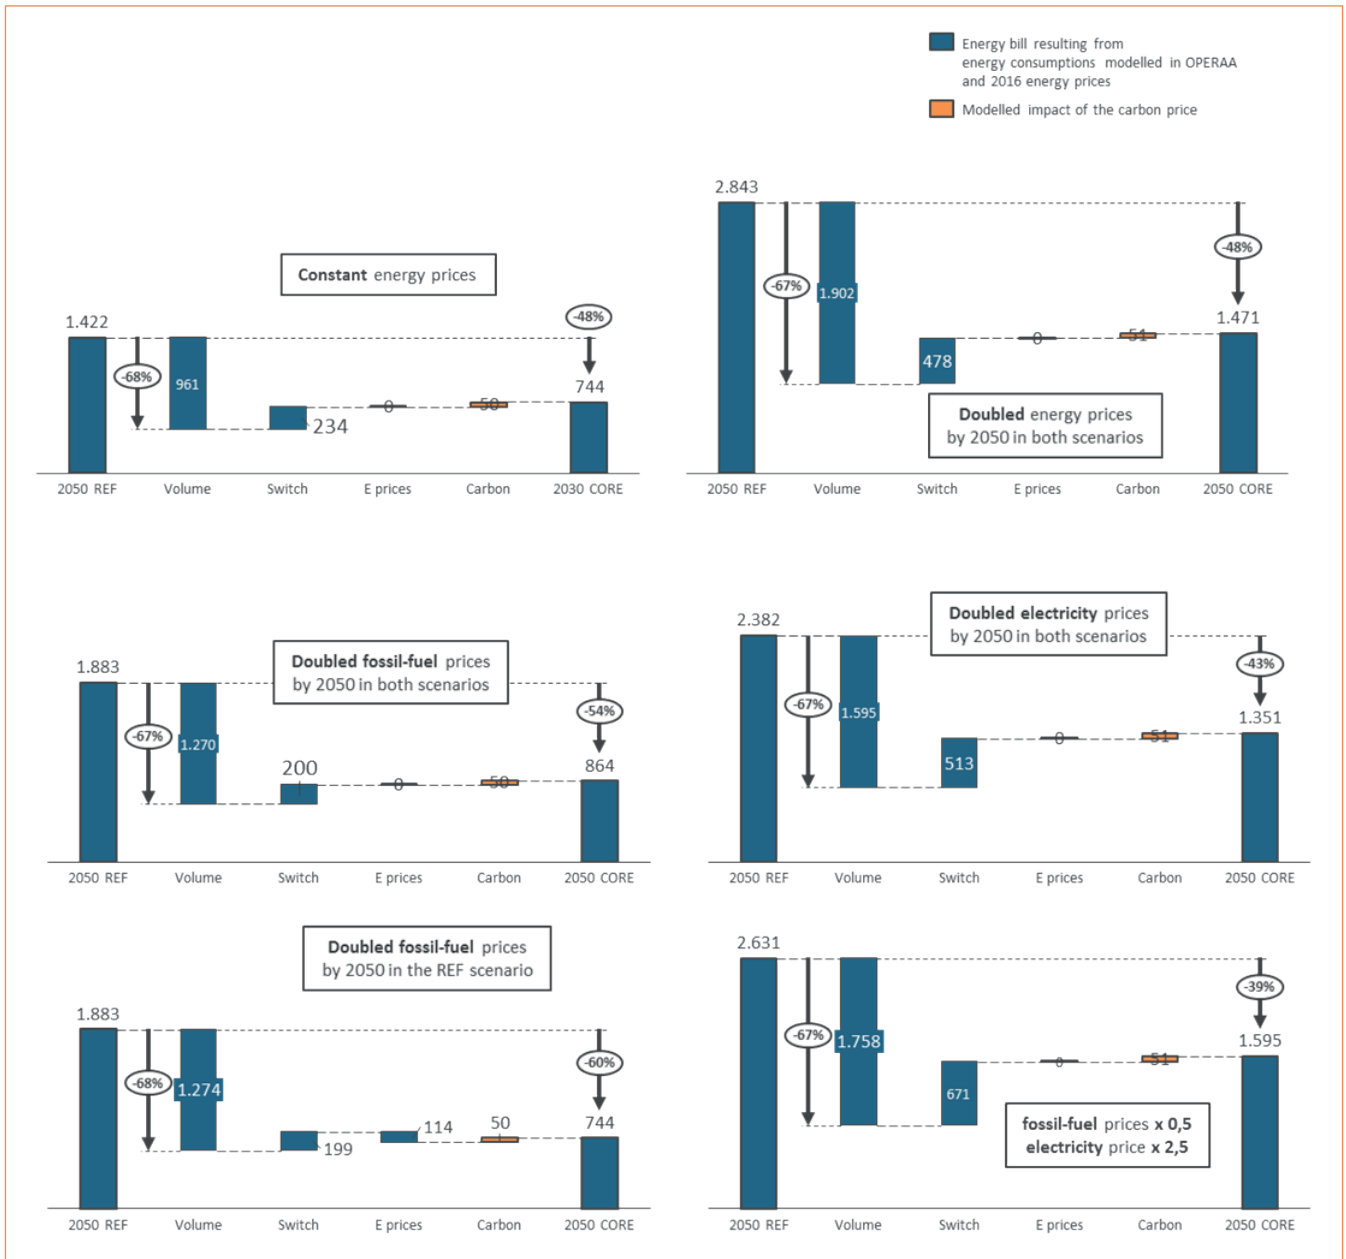 Energy bill resulting from
energy consumptions modelled in OPERAA
and 2016 energy prices
Modelled impact of the carbon price
Constant energy prices
1.422
-68%
961
234
0
50
-48%
744
2050 REF Volume Switch E prices Carbon 2030 CORE
2.843
-67%
1.902
478
0
51
-48%
1.471
Doubled energy prices
by 2050 in both scenarios
2050 REF Volume Switch E prices Carbon 2050 CORE
Doubled fossil-fuel prices
by 2050 in both scenarios
1.883
-67%
1.270
200
0
50
-54%
864
2050 REF Volume Switch E prices Carbon 2050 CORE
Doubled electricity prices
by 2050 in both scenarios
2.382
-67%
1.595
513
0
51
-43%
1.351
2050 REF Volume Switch E prices Carbon 2050 CORE
Doubled fossil-fuel prices
by 2050 in the REF scenario
1.883
-68%
1.274
199
114
50
-60%
744
2050 REF Volume Switch E prices Carbon 2050 CORE
2.631
-67%
1.758
671
0
51
-39%
1.595
fossil-fuel prices x 0,5
electricity price x 2,5
2050 REF Volume Switch E prices Carbon 2050 CORE